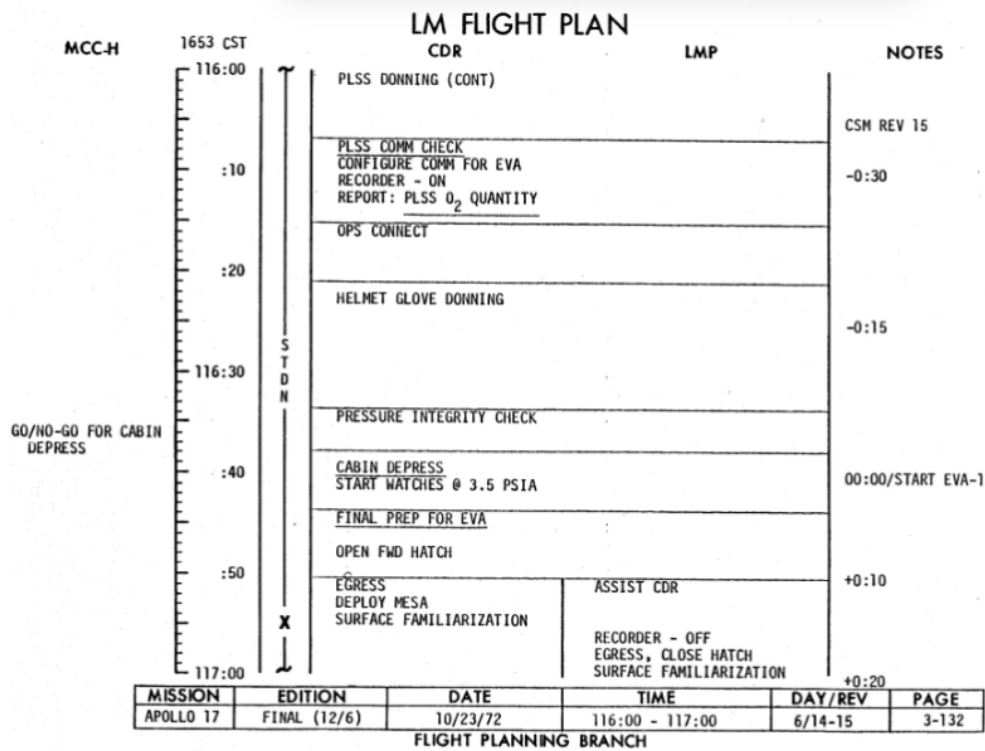 LM FLIGHT PLAN
MCC-H 1653 CST CDR LMP NOTES
116:00 PLSS DONNING (CONT)
CSM REV 15
PLSS COMM CHECK
:10 CONFIGURE COMM FOR EVA -0:30
RECORDER - ON
REPORT: PLSS O2 QUANTITY
OPS CONNECT
:20
HELMET GLOVE DONNING
-0:15
STDN
116:30
PRESSURE INTEGRITY CHECK
GO/NO-GO FOR CABIN
DEPRESS
:40 CABIN DEPRESS 00:00/START EVA-1
START WATCHES @ 3.5 PSIA
FINAL PREP FOR EVA
OPEN FWD HATCH
:50 +0:10
EGRESS ASSIST CDR
DEPLOY MESA
X SURFACE FAMILIARIZATION
RECORDER - OFF
EGRESS, CLOSE HATCH
117:00 SURFACE FAMILIARIZATION +0:20
MISSION EDITION DATE TIME DAY/REV PAGE
APOLLO 17 FINAL (12/6) 10/23/72 116:00 - 117:00 6/14-15 3-132
FLIGHT PLANNING BRANCH